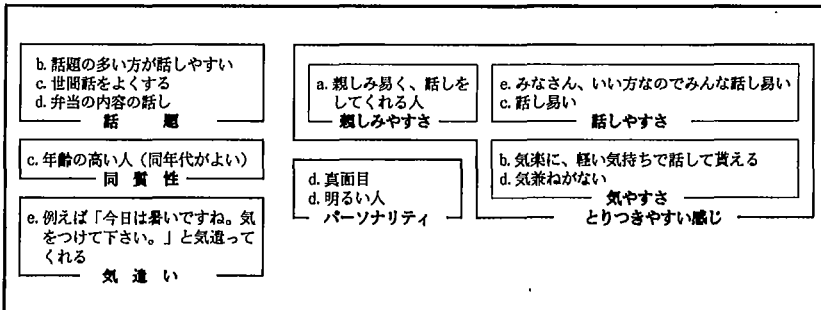 b. 話題の多い方が話しやすい
c. 世間話をよくする
d. 弁当の内容の話し
話　題
c. 年齢の高い人（同年代がよい）
同 質 性
e. 例えば「今日は暑いですね。気
をつけて下さい。」と気遣って
くれる
気 遣 い
a. 親しみ易く、話しを
してくれる人
親しみやすさ
e. みなさん、いい方なのでみんな話し易い
c. 話し易い
話しやすさ
d. 真面目
d. 明るい人
パーソナリティ
b. 気楽に、軽い気持ちで話して貰える
d. 気兼ねがない
気やすさ
とりつきやすい感じ